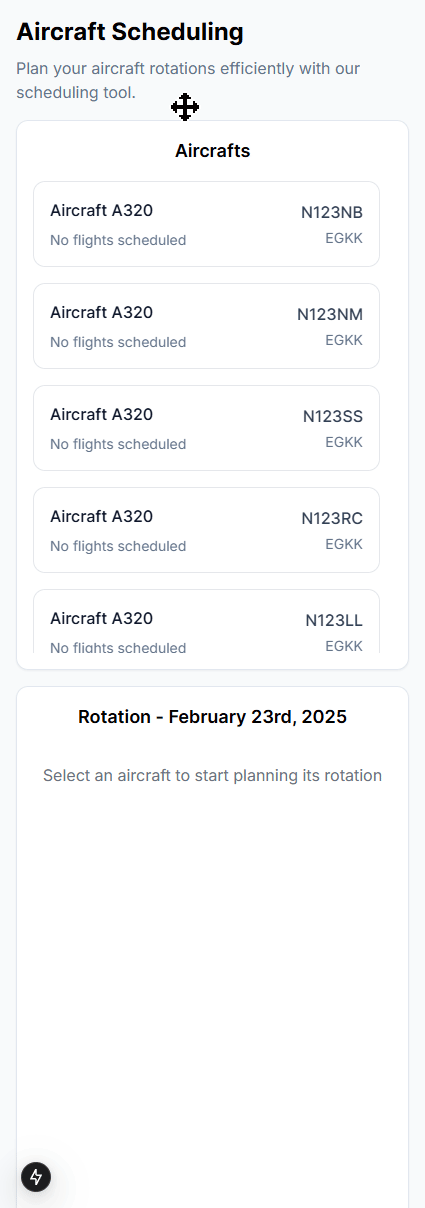 Aircraft Scheduling
Plan your aircraft rotations efficiently with our
scheduling tool.
Aircrafts
Aircraft A320
N123NB
No flights scheduled
EGKK
Aircraft A320
N123NM
No flights scheduled
EGKK
Aircraft A320
N123SS
No flights scheduled
EGKK
Aircraft A320
N123RC
No flights scheduled
EGKK
Aircraft A320
N123LL
No flights scheduled
EGKK
Rotation - February 23rd, 2025
Select an aircraft to start planning its rotation